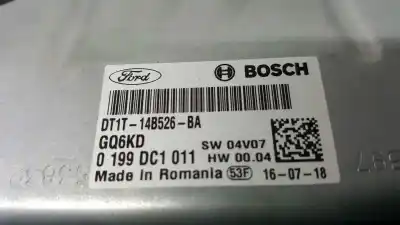 Ford
BOSCH
DT1T-14B526-BA
GQ6KD
SW 04V07
0 199 DC1 011
HW 00.04
Made in Romania
53F
16-07-18